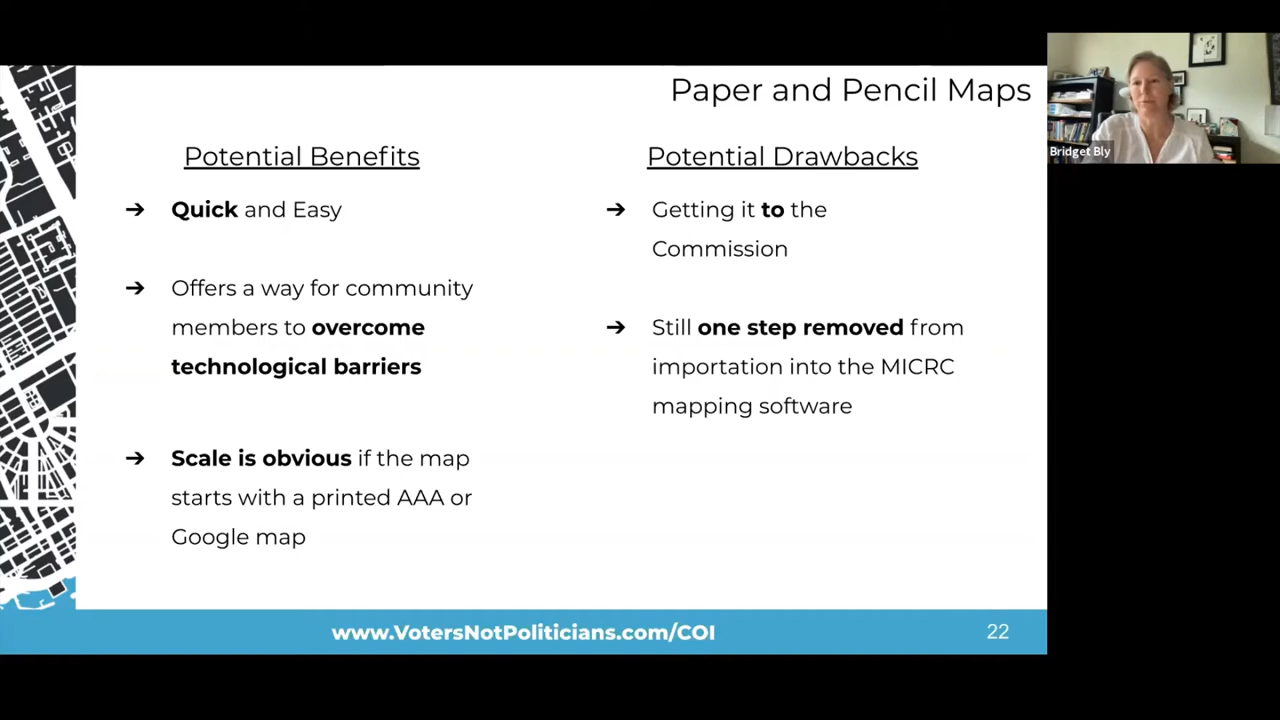 Paper and Pencil Maps
Potential Benefits
➔ Quick and Easy
➔ Offers a way for community
members to overcome
technological barriers
➔ Scale is obvious if the map
starts with a printed AAA or
Google map
Potential Drawbacks
➔ Getting it to the
Commission
➔ Still one step removed from
importation into the MICRC
mapping software
www.VotersNotPoliticians.com/COI
22
Bridget Bly